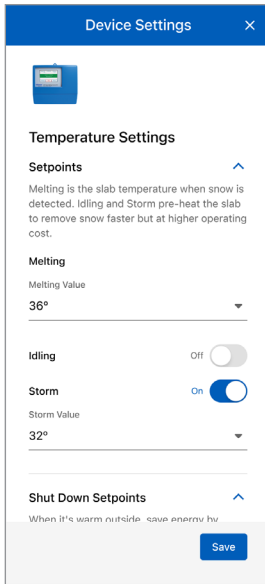 Device Settings
Temperature Settings
Setpoints
Melting is the slab temperature when snow is
detected. Idling and Storm pre-heat the slab
to remove snow faster but at higher operating
cost.
Melting
Melting Value
36°
Idling Off
Storm On
Storm Value
32°
Shut Down Setpoints
When it's warm outside, save energy by
Save